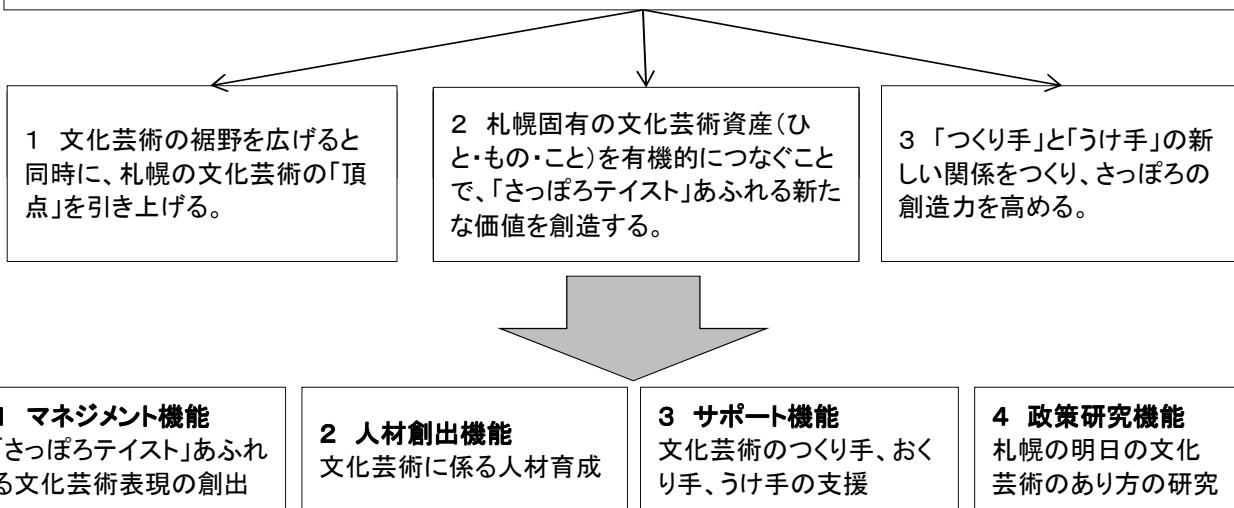 1　文化芸術の裾野を広げると
同時に、札幌の文化芸術の「頂
点」を引き上げる。
2　札幌固有の文化芸術資産(ひ
と・もの・こと)を有機的につなぐこと
で、「さっぽろテイスト」あふれる新た
な価値を創造する。
3　「つくり手」と「うけ手」の新
しい関係をつくり、さっぽろの
創造力を高める。
1　マネジメント機能
「さっぽろテイスト」あふれ
る文化芸術表現の創出
2　人材創出機能
文化芸術に係る人材育成
3　サポート機能
文化芸術のつくり手、おく
り手、うけ手の支援
4　政策研究機能
札幌の明日の文化
芸術のあり方の研究